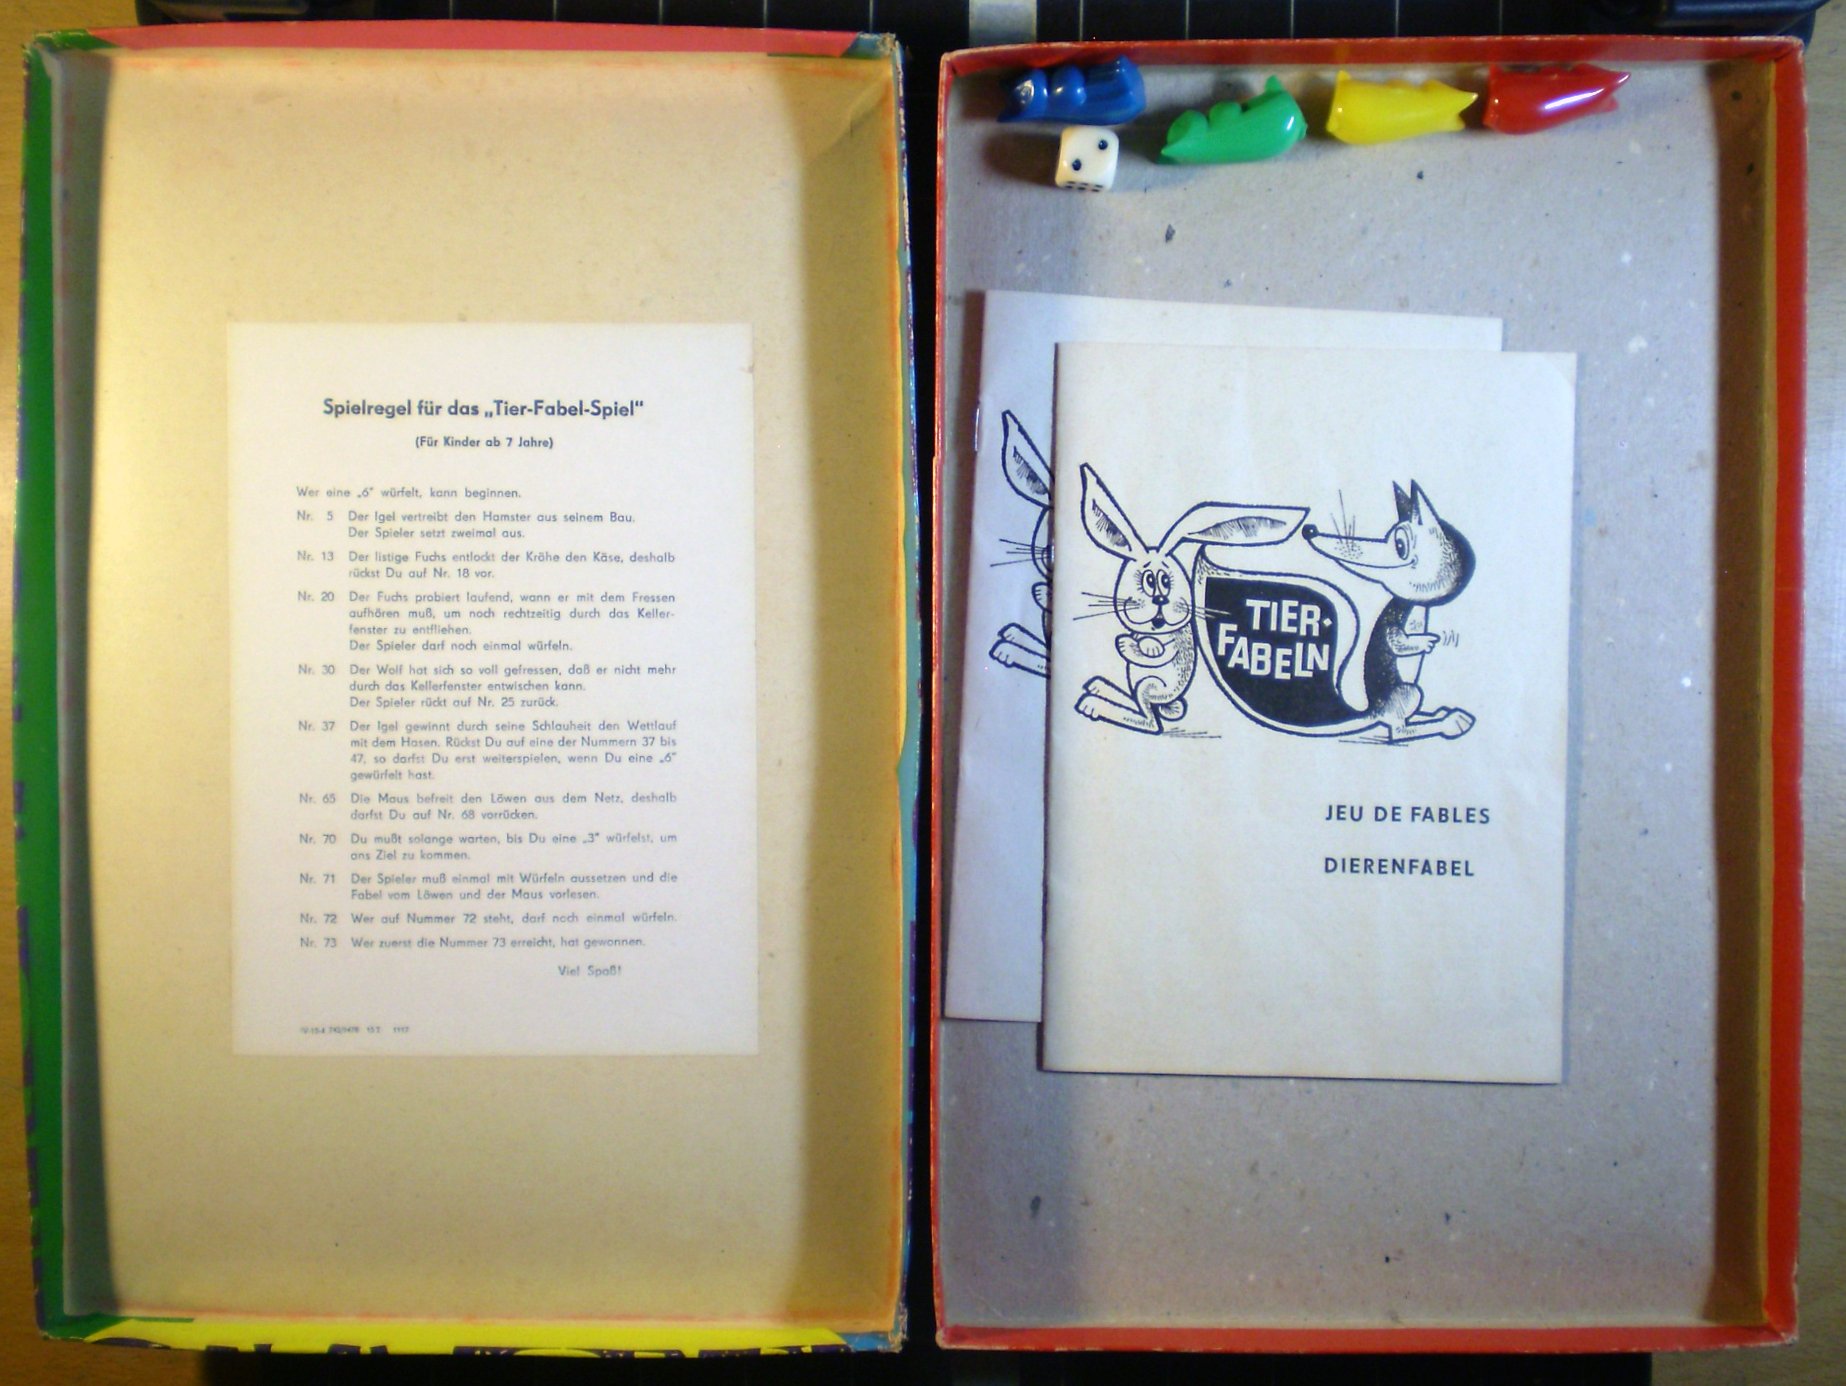 Spielregel für das „Tier-Fabel-Spiel“
(Für Kinder ab 7 Jahre)
Wer eine „6“ würfelt, kann beginnen.
Nr. 5 Der Igel vertreibt den Hamster aus seinem Bau.
Der Spieler setzt zweimal aus.
Nr. 13 Der listige Fuchs entlockt der Krähe den Käse, deshalb
rückst Du auf Nr. 18 vor.
Nr. 20 Der Fuchs probiert laufend, wann er mit dem Fressen
aufhören muß, um noch rechtzeitig durch das Keller-
fenster zu entfliehen.
Der Spieler darf noch einmal würfeln.
Nr. 30 Der Wolf hat sich so voll gefressen, daß er nicht mehr
durch das Kellerfenster entwischen kann.
Der Spieler rückt auf Nr. 25 zurück.
Nr. 37 Der Igel gewinnt durch seine Schlauheit den Wettlauf
mit dem Hasen. Rückst Du auf eine der Nummern 37 bis
47, so darfst Du erst weiterspielen, wenn Du eine „6“
gewürfelt hast.
Nr. 65 Die Maus befreit den Löwen aus dem Netz, deshalb
darfst Du auf Nr. 68 vorrücken.
Nr. 70 Du mußt solange warten, bis Du eine „3“ würfelst, um
ans Ziel zu kommen.
Nr. 71 Der Spieler muß einmal mit Würfeln aussetzen und die
Fabel vom Löwen und der Maus vorlesen.
Nr. 72 Wer auf Nummer 72 steht, darf noch einmal würfeln.
Nr. 73 Wer zuerst die Nummer 73 erreicht, hat gewonnen.
Viel Spaß!
TIER-
FABELN
JEU DE FABLES
DIERENFABEL